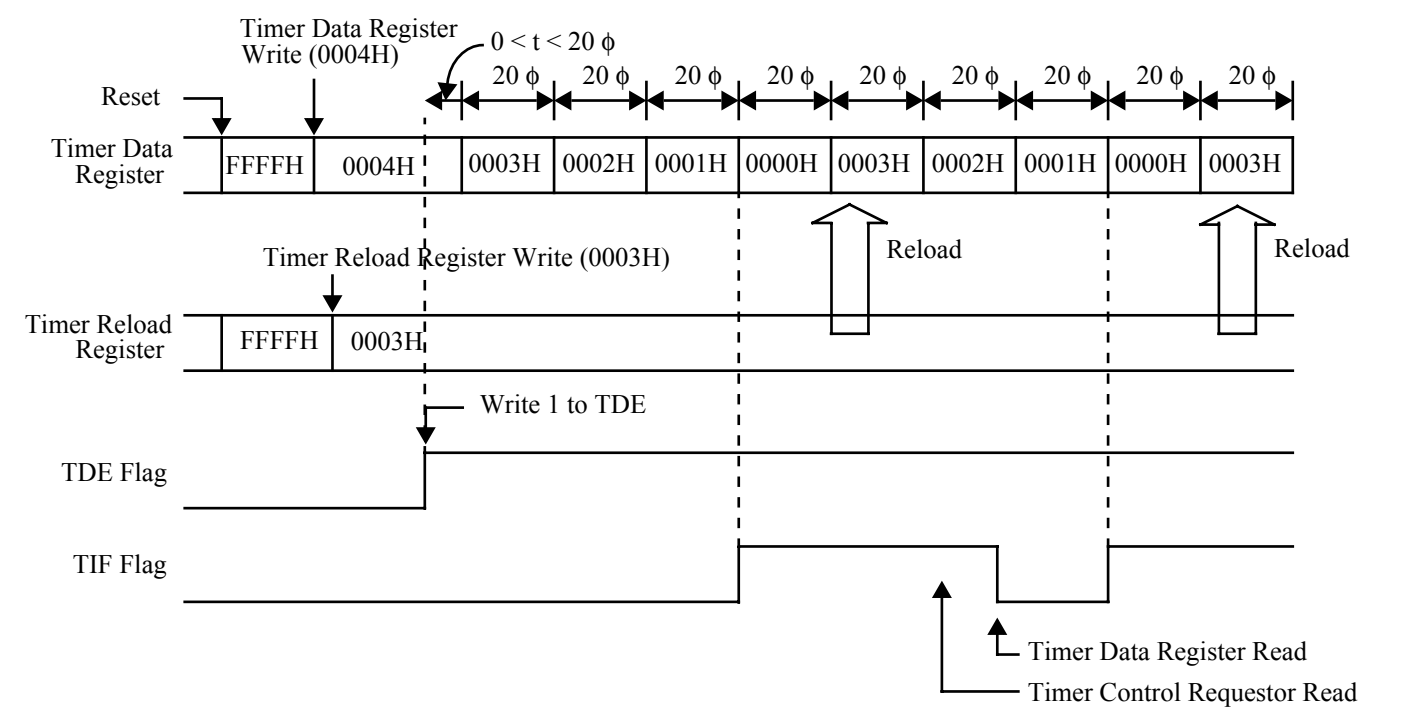 Timer Data Register
Write (0004H)
0 < t < 20 ϕ
20 ϕ 20 ϕ 20 ϕ 20 ϕ 20 ϕ 20 ϕ 20 ϕ 20 ϕ 20 ϕ
Reset
Timer Data
Register
FFFFH 0004H 0003H 0002H 0001H 0000H 0003H 0002H 0001H 0000H 0003H
Reload Reload
Timer Reload Register Write (0003H)
Timer Reload
Register
FFFFH 0003H
Write 1 to TDE
TDE Flag
TIF Flag
Timer Data Register Read
Timer Control Requestor Read